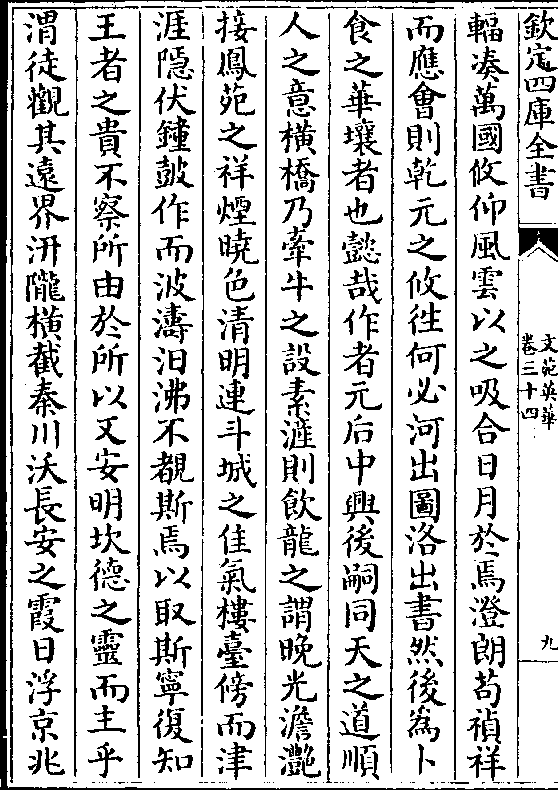 欽定四庫全書
文苑英華
卷三十四
九
輻凑萬國攸仰風雲以之吸合日月於焉澄朗苟禎祥
而應會則乾元之攸往何必河出圖洛出書然後為卜
食之華壤者也懿哉作者元后中興後嗣同天之道順
人之意橫橋乃牽牛之設素滻則飲龍之謂晚光澹灔
接鳳苑之祥煙曉色清明連斗城之佳氣樓臺傍而津
涯隱伏鍾鼓作而波濤汩沸不覩斯焉以取斯寧復知
王者之貴不察所由於所以又安明坎德之靈而主乎
渭徒觀其遠界汧隴橫截秦川沃長安之霞日浮京兆